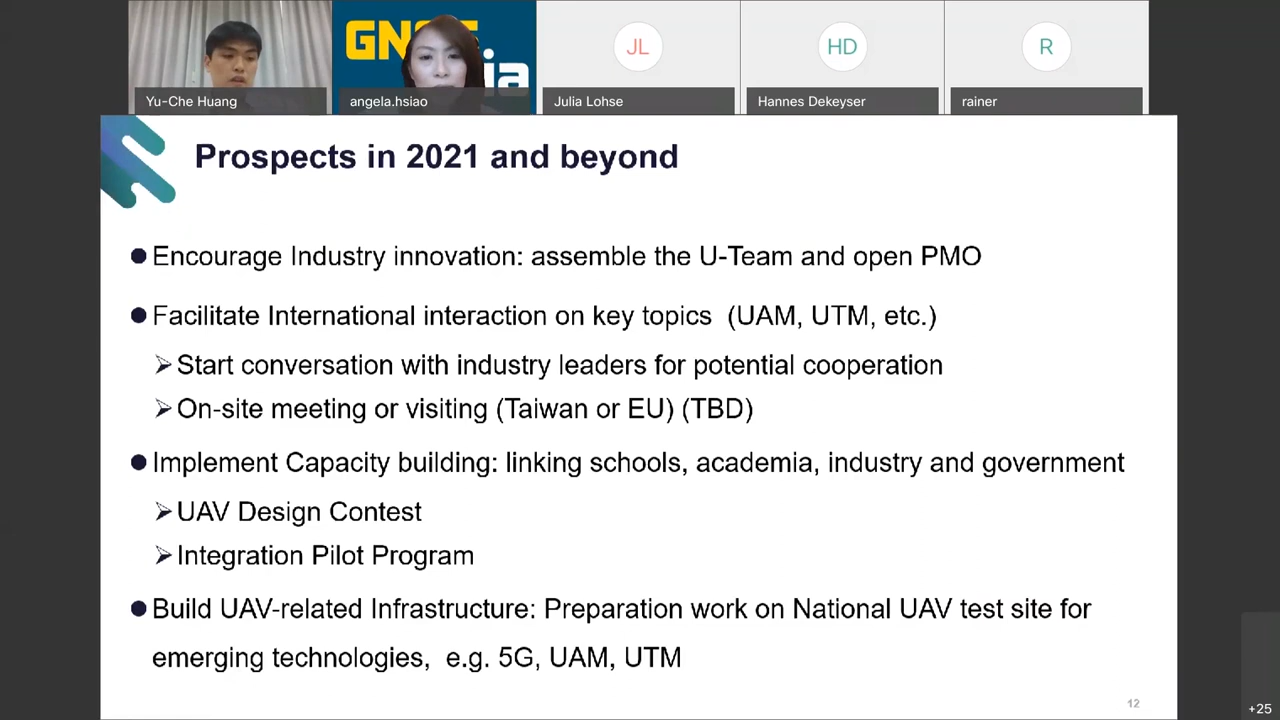 GNSS
ia
JL
HD
R
Yu-Che Huang
angela.hsiao
Julia Lohse
Hannes Dekeyser
rainer
Prospects in 2021 and beyond
Encourage Industry innovation: assemble the U-Team and open PMO
Facilitate International interaction on key topics (UAM, UTM, etc.)
Start conversation with industry leaders for potential cooperation
On-site meeting or visiting (Taiwan or EU) (TBD)
Implement Capacity building: linking schools, academia, industry and government
UAV Design Contest
Integration Pilot Program
Build UAV-related Infrastructure: Preparation work on National UAV test site for
emerging technologies, e.g. 5G, UAM, UTM
12
+25